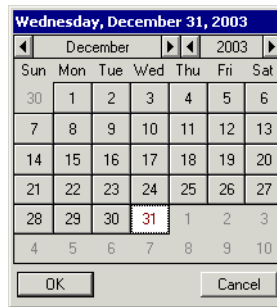 Wednesday, December 31, 2003
December 2003
Sun Mon Tue Wed Thu Fri Sat
30 1 2 3 4 5 6
7 8 9 10 11 12 13
14 15 16 17 18 19 20
21 22 23 24 25 26 27
28 29 30 31 1 2 3
4 5 6 7 8 9 10
OK Cancel